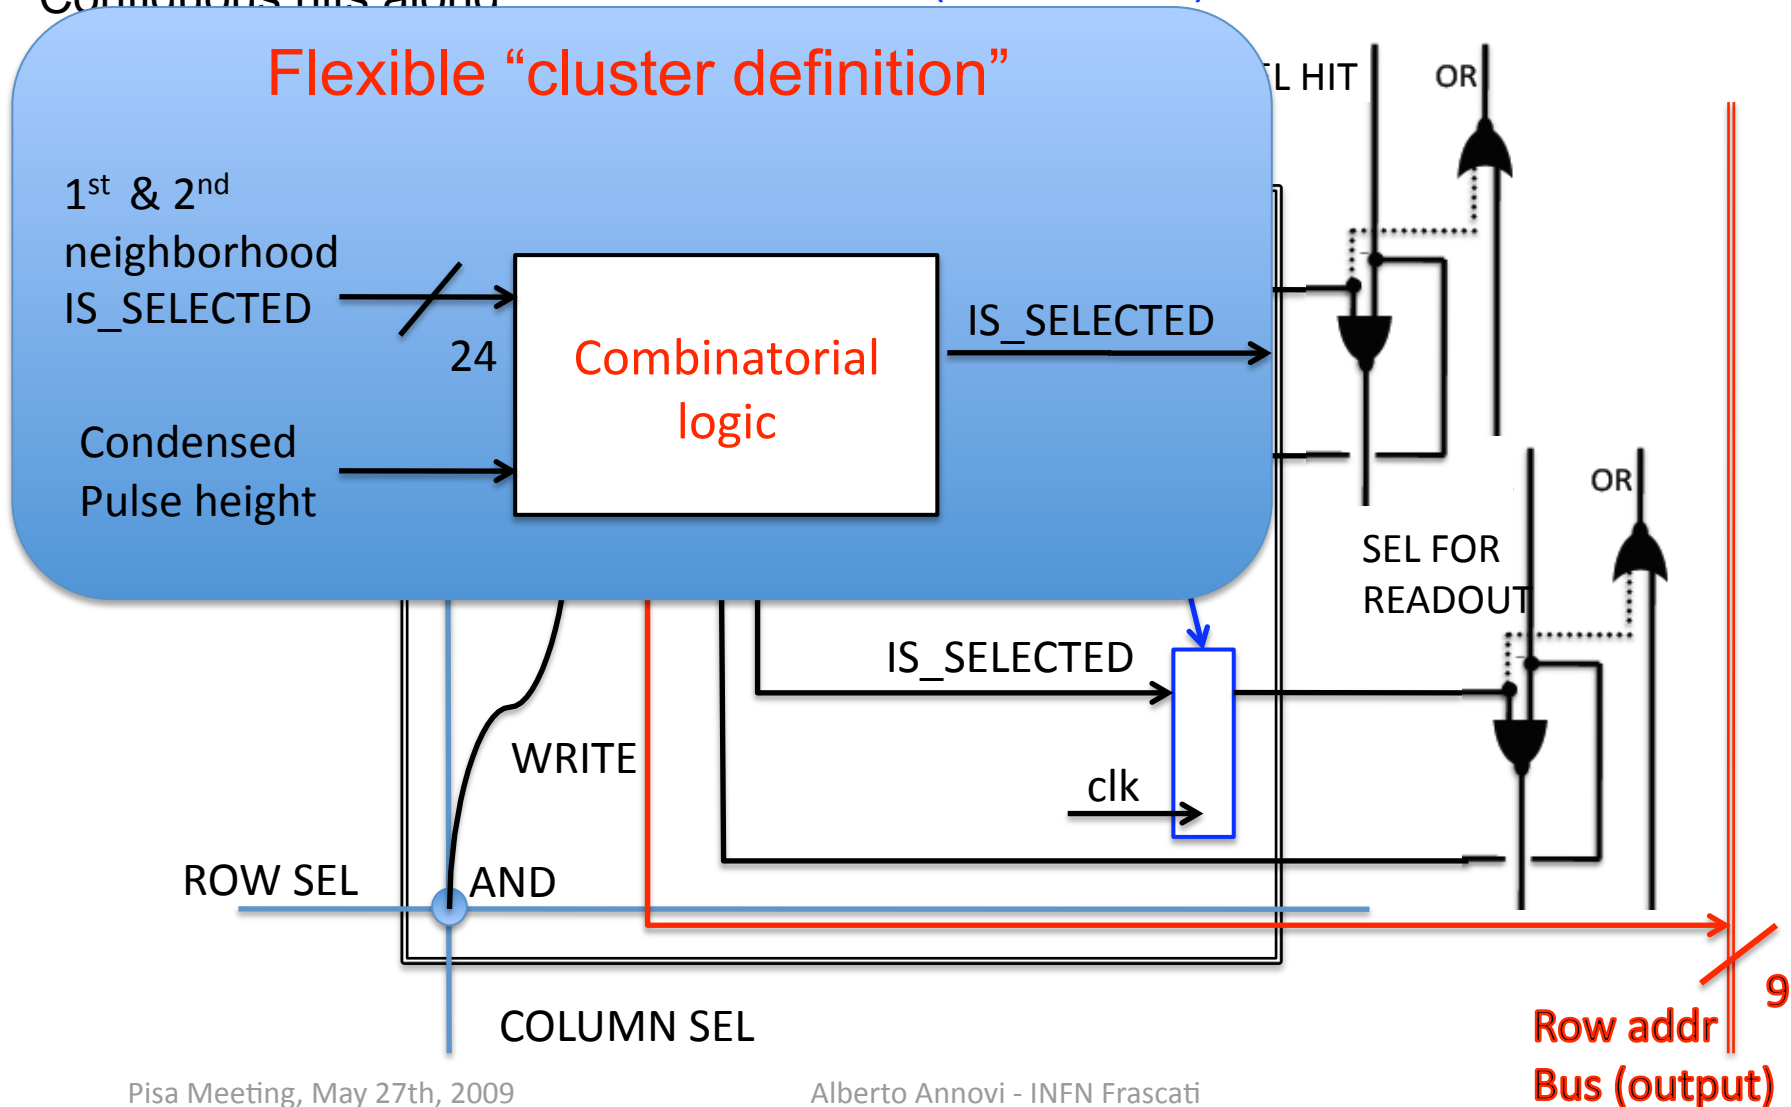 Flexible “cluster definition”
L HIT
OR
1st & 2nd
neighborhood
IS_SELECTED
24
Combinatorial
logic
IS_SELECTED
Condensed
Pulse height
OR
SEL FOR
READOUT
IS_SELECTED
WRITE
clk
ROW SEL
AND
COLUMN SEL
9
Row addr
Bus (output)
Pisa Meeting, May 27th, 2009
Alberto Annovi - INFN Frascati